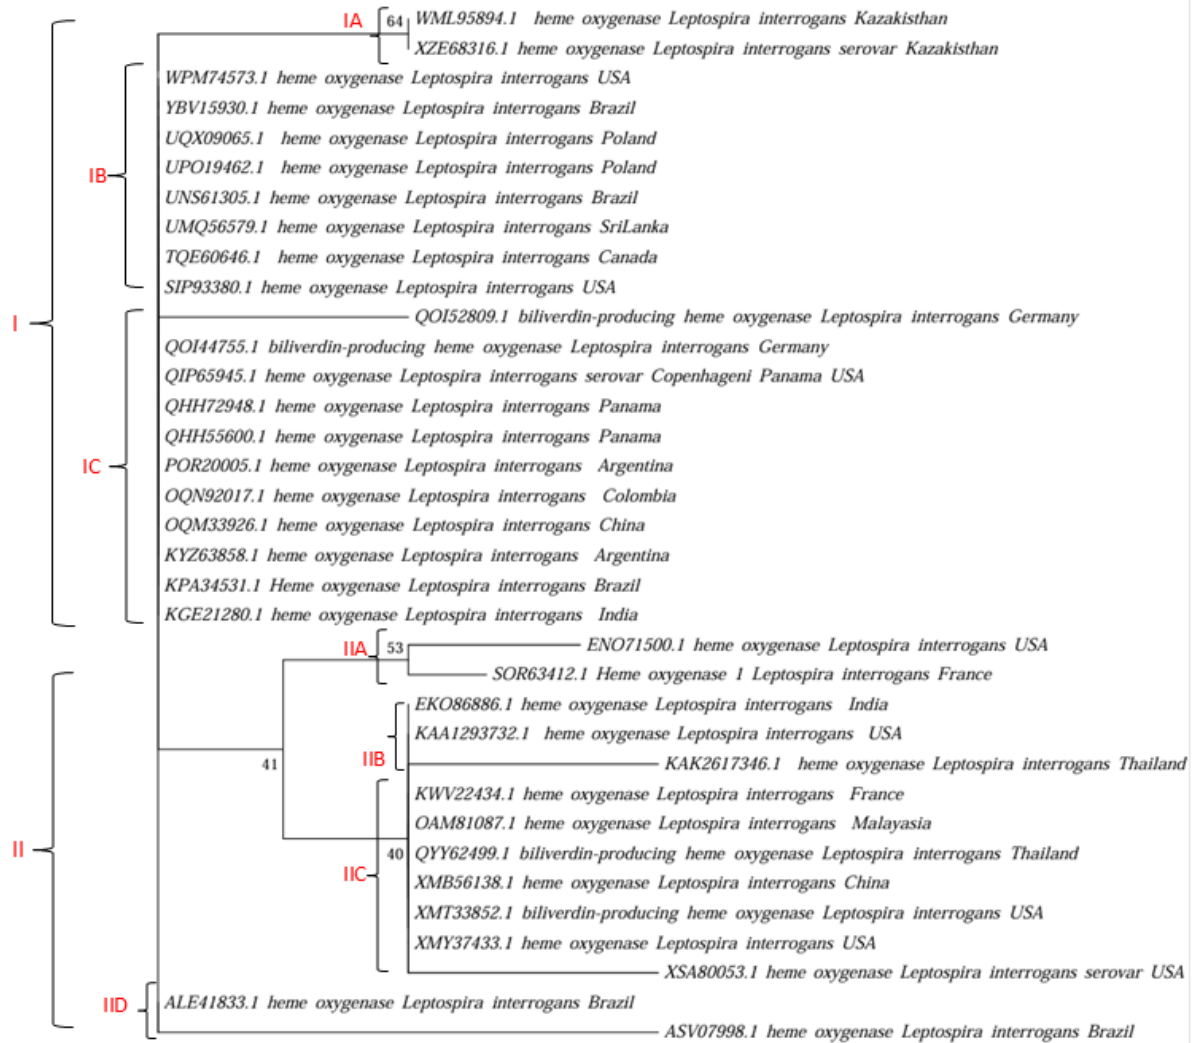 IA 64 WML95894.1 heme oxygenase Leptospira interrogans Kazakisthan
XZE68316.1 heme oxygenase Leptospira interrogans serovar Kazakisthan
WPM74573.1 heme oxygenase Leptospira interrogans USA
YBV15930.1 heme oxygenase Leptospira interrogans Brazil
UQX09065.1 heme oxygenase Leptospira interrogans Poland
UPO19462.1 heme oxygenase Leptospira interrogans Poland
IB
UNS61305.1 heme oxygenase Leptospira interrogans Brazil
UMQ56579.1 heme oxygenase Leptospira interrogans SriLanka
TQE60646.1 heme oxygenase Leptospira interrogans Canada
SIP93380.1 heme oxygenase Leptospira interrogans USA
I
QOI52809.1 biliverdin-producing heme oxygenase Leptospira interrogans Germany
QOI44755.1 biliverdin-producing heme oxygenase Leptospira interrogans Germany
QIP65945.1 heme oxygenase Leptospira interrogans serovar Copenhageni Panama USA
QHH72948.1 heme oxygenase Leptospira interrogans Panama
QHH55600.1 heme oxygenase Leptospira interrogans Panama
IC
POR20005.1 heme oxygenase Leptospira interrogans Argentina
OQN92017.1 heme oxygenase Leptospira interrogans Colombia
OQM33926.1 heme oxygenase Leptospira interrogans China
KYZ63858.1 heme oxygenase Leptospira interrogans Argentina
KPA34531.1 Heme oxygenase Leptospira interrogans Brazil
KGE21280.1 heme oxygenase Leptospira interrogans India
IIA 53 ENO71500.1 heme oxygenase Leptospira interrogans USA
SOR63412.1 Heme oxygenase 1 Leptospira interrogans France
EKO86886.1 heme oxygenase Leptospira interrogans India
KAA1293732.1 heme oxygenase Leptospira interrogans USA
IIB
41
KAK2617346.1 heme oxygenase Leptospira interrogans Thailand
KWV22434.1 heme oxygenase Leptospira interrogans France
OAM81087.1 heme oxygenase Leptospira interrogans Malayasia
II
40 QYY62499.1 biliverdin-producing heme oxygenase Leptospira interrogans Thailand
IIC
XMB56138.1 heme oxygenase Leptospira interrogans China
XMT33852.1 biliverdin-producing heme oxygenase Leptospira interrogans USA
XMY37433.1 heme oxygenase Leptospira interrogans USA
XSA80053.1 heme oxygenase Leptospira interrogans serovar USA
IID
ALE41833.1 heme oxygenase Leptospira interrogans Brazil
ASV07998.1 heme oxygenase Leptospira interrogans Brazil